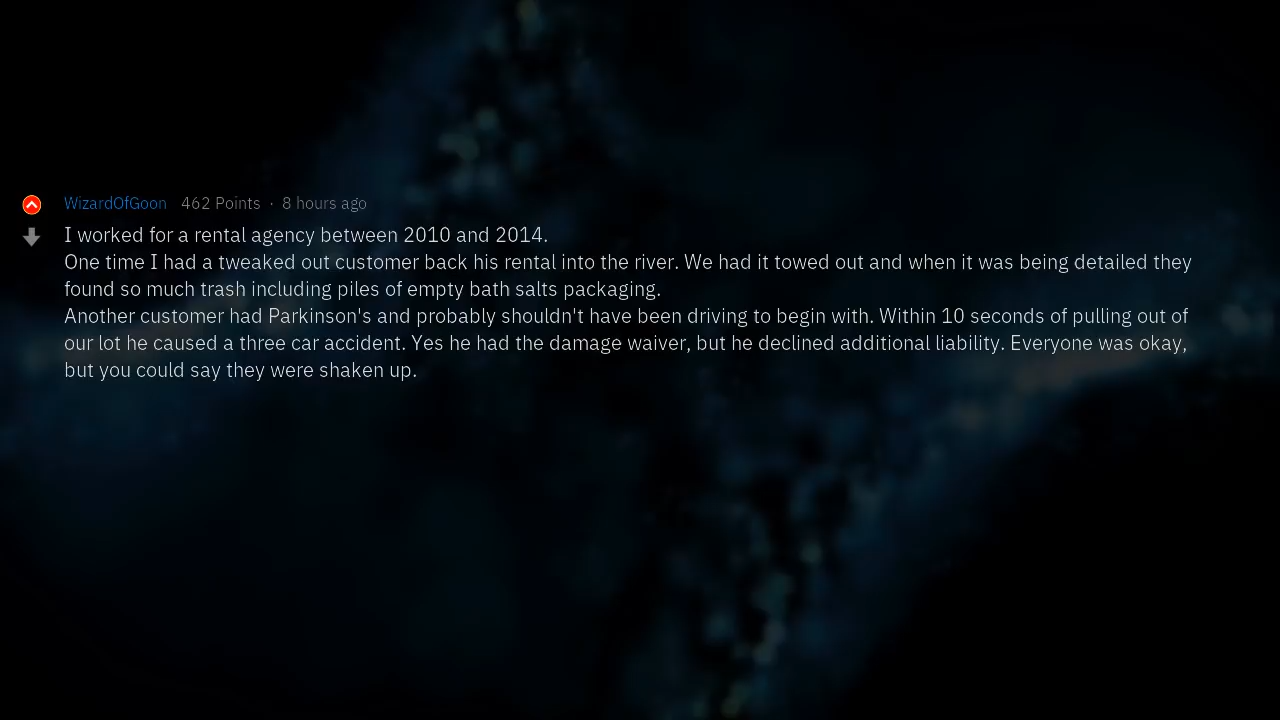 WizardOfGoon 462 Points · 8 hours ago
I worked for a rental agency between 2010 and 2014.
One time I had a tweaked out customer back his rental into the river. We had it towed out and when it was being detailed they
found so much trash including piles of empty bath salts packaging.
Another customer had Parkinson's and probably shouldn't have been driving to begin with. Within 10 seconds of pulling out of
our lot he caused a three car accident. Yes he had the damage waiver, but he declined additional liability. Everyone was okay,
but you could say they were shaken up.